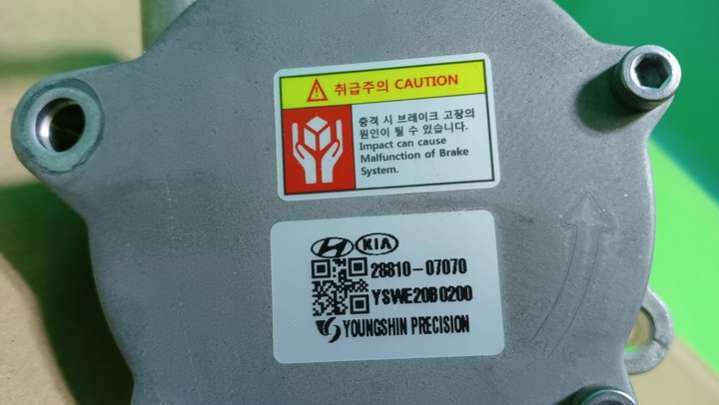 취급주의 CAUTION
충격 시 브레이크 고장의
원인이 될 수 있습니다.
Impact can cause
Malfunction of Brake
System.
KIA
28810-07070
YSWE20B0200
YOUNGSHIN PRECISION